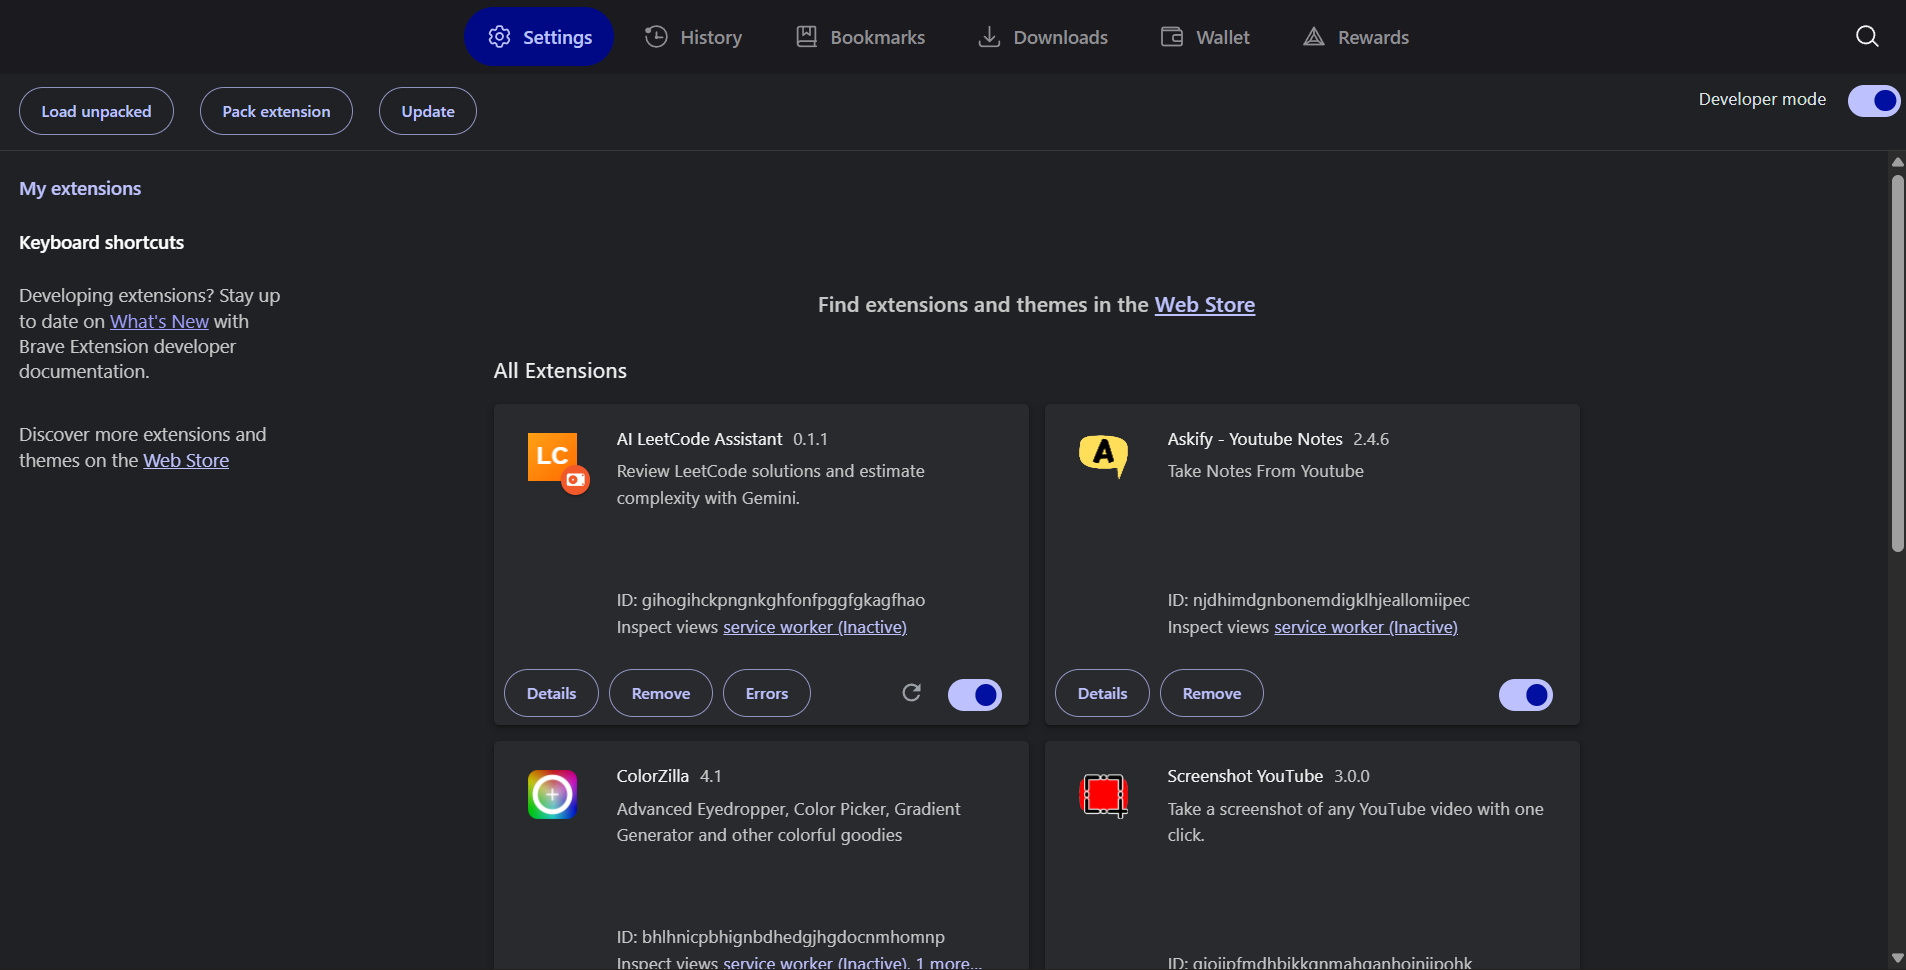 Settings
History
Bookmarks
Downloads
Wallet
Rewards
Load unpacked
Pack extension
Update
Developer mode
My extensions
Keyboard shortcuts
Developing extensions? Stay up
to date on What's New with
Brave Extension developer
documentation.
Discover more extensions and
themes on the Web Store
Find extensions and themes in the Web Store
All Extensions
LC
AI LeetCode Assistant 0.1.1
Review LeetCode solutions and estimate
complexity with Gemini.
ID: gihogihckpngnkghfonfpggfgkagfhao
Inspect views service worker (Inactive)
Details
Remove
Errors
A
Askify - Youtube Notes 2.4.6
Take Notes From Youtube
ID: njdhimdgnbonemdigklhjeallomiipec
Inspect views service worker (Inactive)
Details
Remove
ColorZilla 4.1
Advanced Eyedropper, Color Picker, Gradient
Generator and other colorful goodies
ID: bhlhnicpbhignbdhedgjhgdocnmhomnp
Inspect views service worker (Inactive), 1 more...
Screenshot YouTube 3.0.0
Take a screenshot of any YouTube video with one
click.
ID: gjoijpfmdhbjkkgnmahganhoinjjpohk